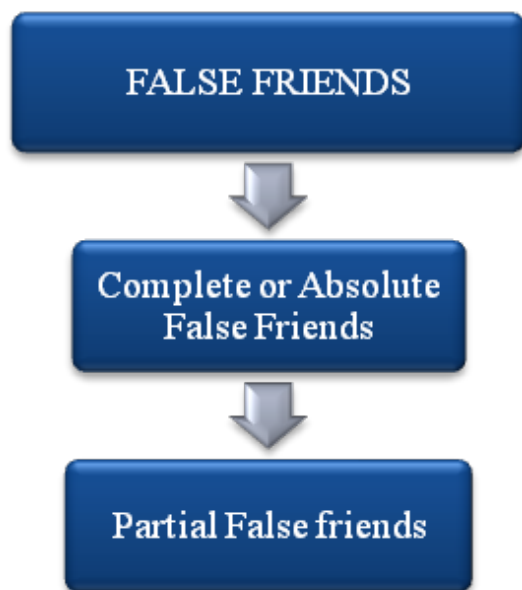 FALSE FRIENDS
Complete or Absolute
False Friends
Partial False friends